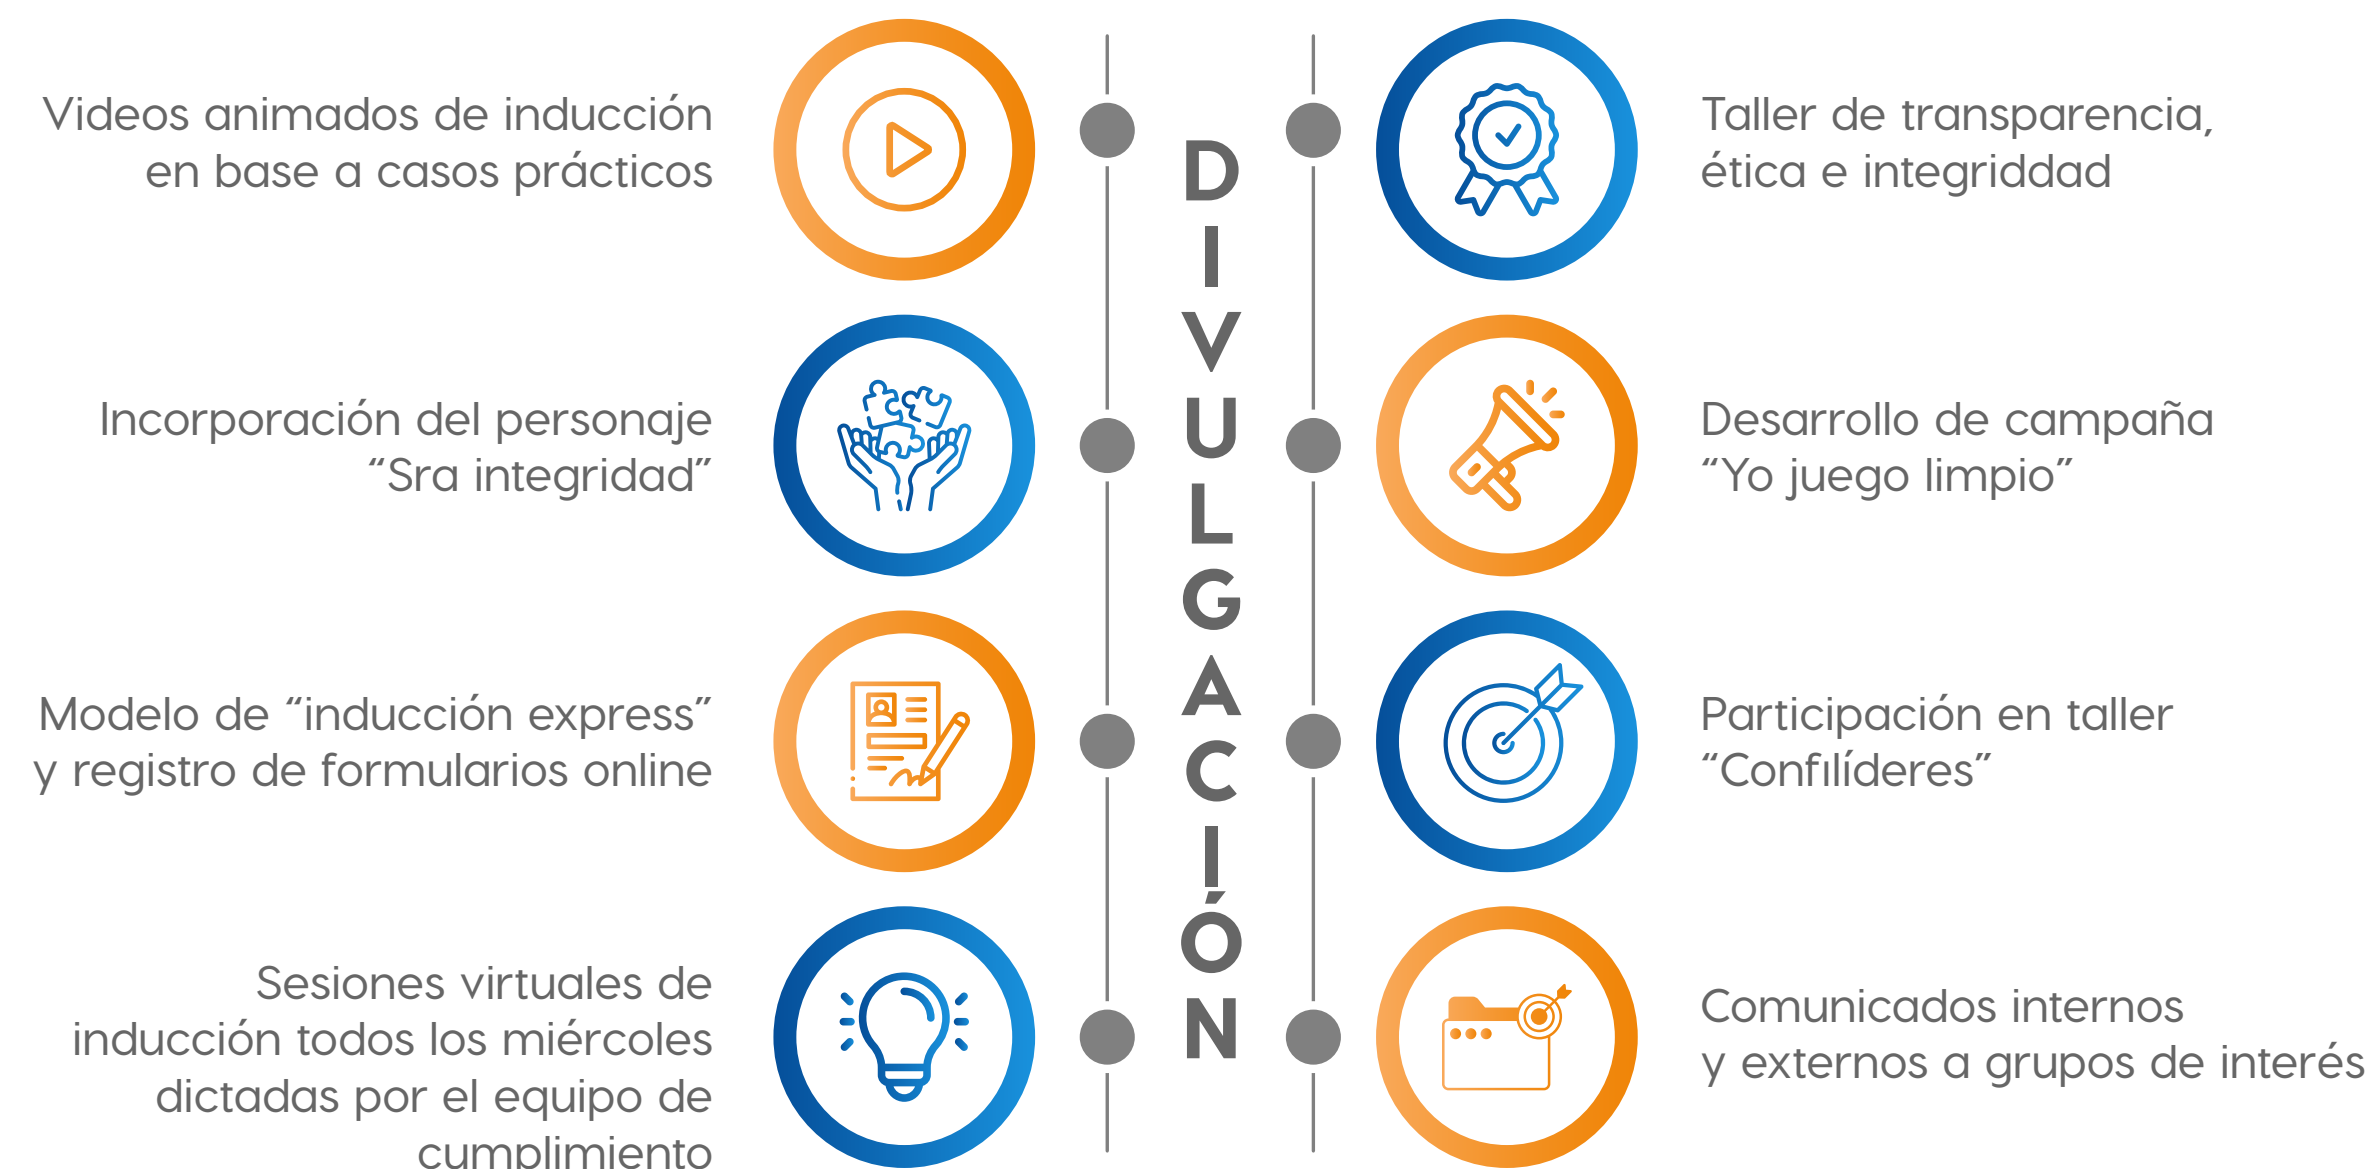 Videos animados de inducción
en base a casos prácticos
Incorporación del personaje
“Sra integridad”
Modelo de “inducción express”
y registro de formularios online
Sesiones virtuales de
inducción todos los miércoles
dictadas por el equipo de
cumplimiento
DIVULGACIÓN
Taller de transparencia,
ética e integriddad
Desarrollo de campaña
“Yo juego limpio”
Participación en taller
“Confilíderes”
Comunicados internos
y externos a grupos de interés